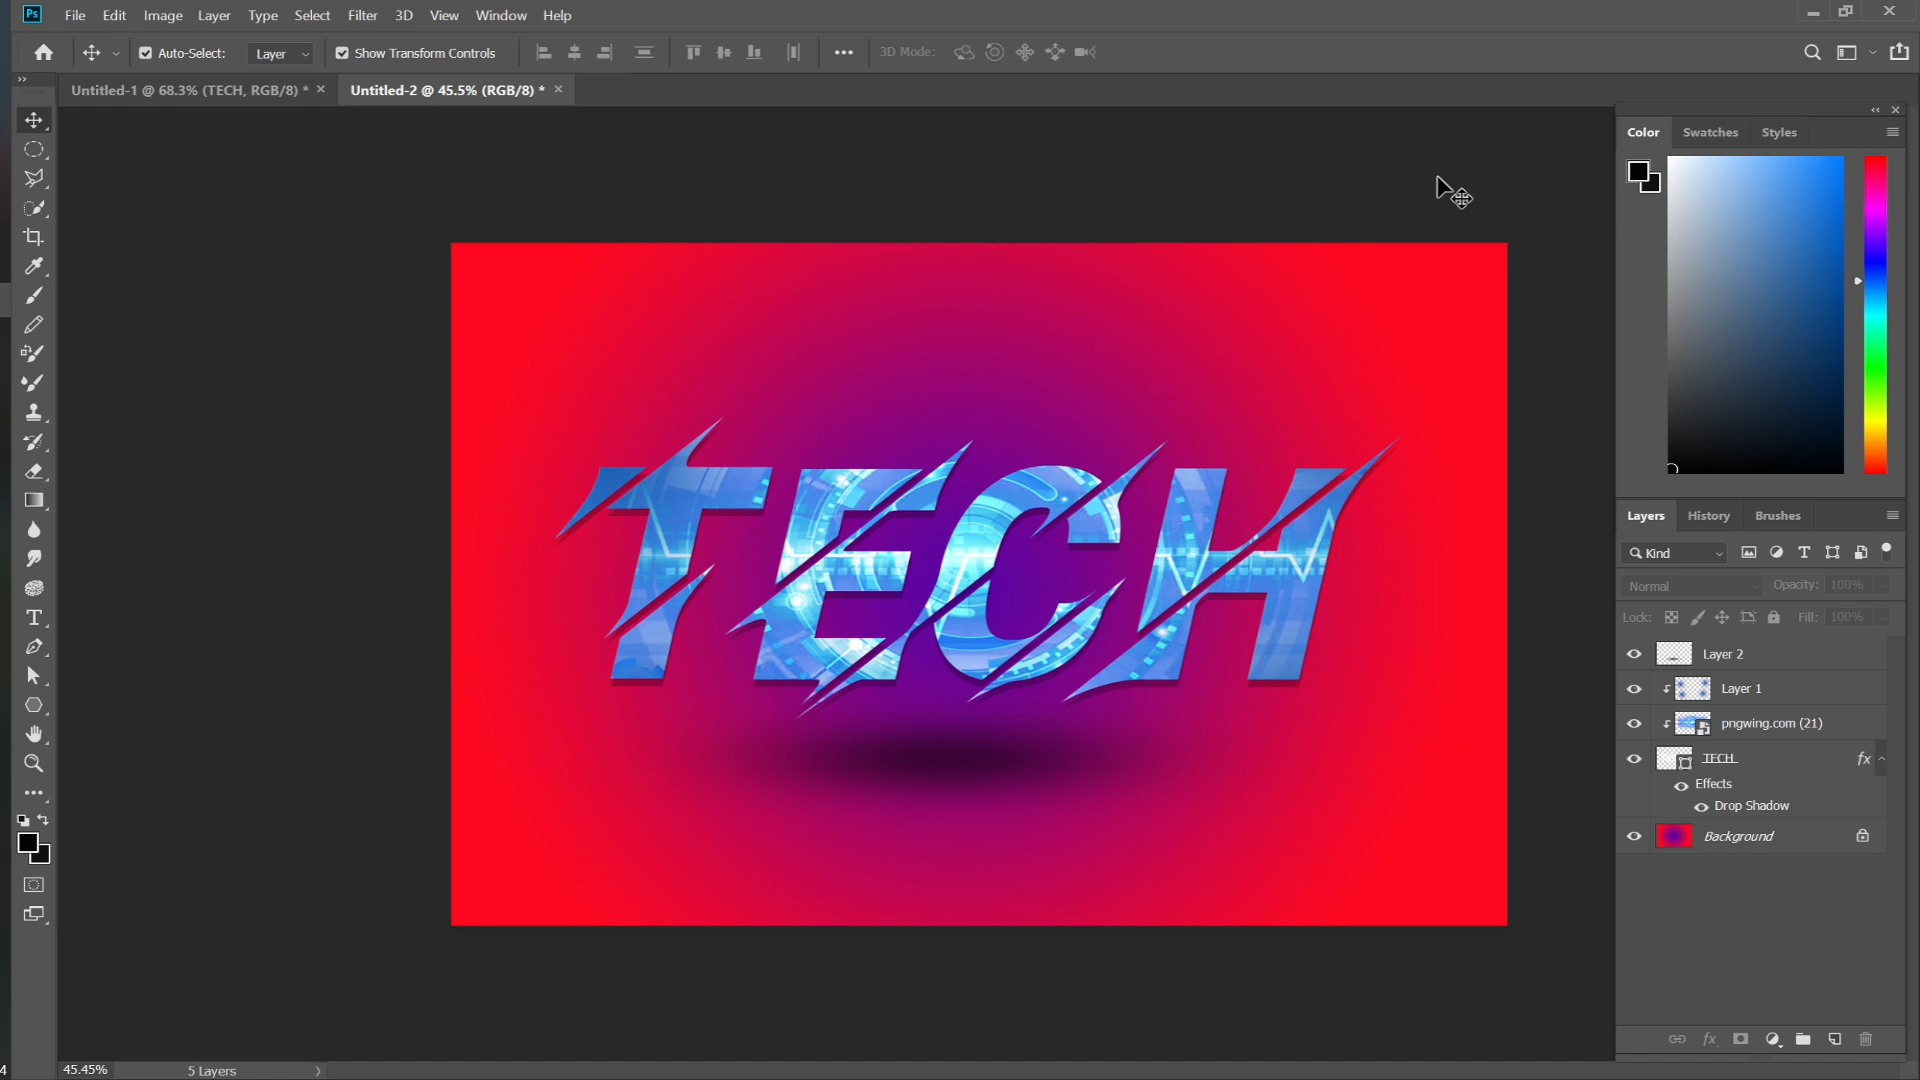 Ps File Edit Image Layer Type Select Filter 3D View Window Help
Auto-Select: Layer Show Transform Controls 3D Mode:
Untitled-1 @ 68.3% (TECH, RGB/8) * Untitled-2 @ 45.5% (RGB/8) *
Color Swatches Styles
TECH
Layers History Brushes
Kind
Normal Opacity: 100%
Lock: Fill: 100%
Layer 2
Layer 1
pngwing.com (21)
TECH fx
Effects
Drop Shadow
Background
fx
4 45.45% 5 Layers